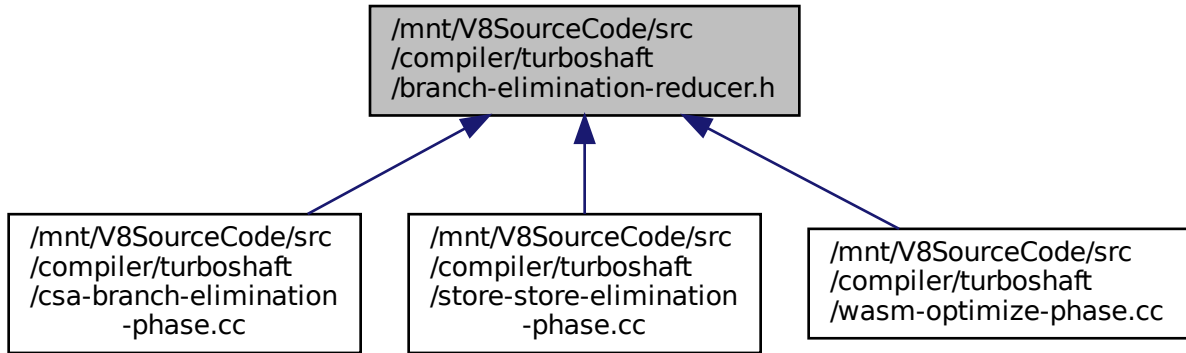 /mnt/V8SourceCode/src
/compiler/turboshaft
/branch-elimination-reducer.h
/mnt/V8SourceCode/src
/compiler/turboshaft
/csa-branch-elimination
-phase.cc
/mnt/V8SourceCode/src
/compiler/turboshaft
/store-store-elimination
-phase.cc
/mnt/V8SourceCode/src
/compiler/turboshaft
/wasm-optimize-phase.cc